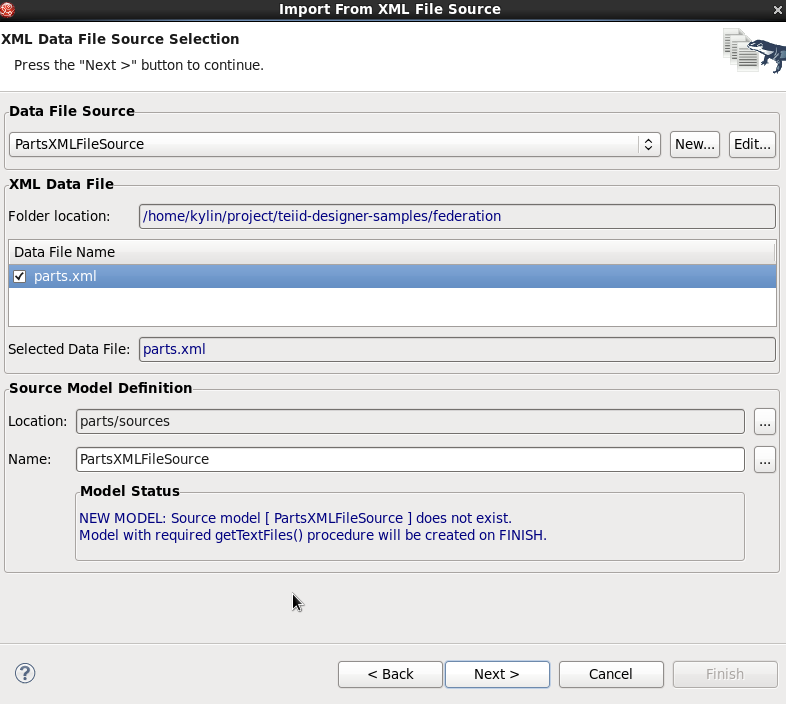 Import From XML File Source
XML Data File Source Selection
Press the "Next >" button to continue.
Data File Source
PartsXMLFileSource
New...
Edit...
XML Data File
Folder location:
/home/kylin/project/teiid-designer-samples/federation
Data File Name
parts.xml
Selected Data File:
parts.xml
Source Model Definition
Location:
parts/sources
...
Name:
PartsXMLFileSource
...
Model Status
NEW MODEL: Source model [ PartsXMLFileSource ] does not exist.
Model with required getTextFiles() procedure will be created on FINISH.
?
< Back
Next >
Cancel
Finish